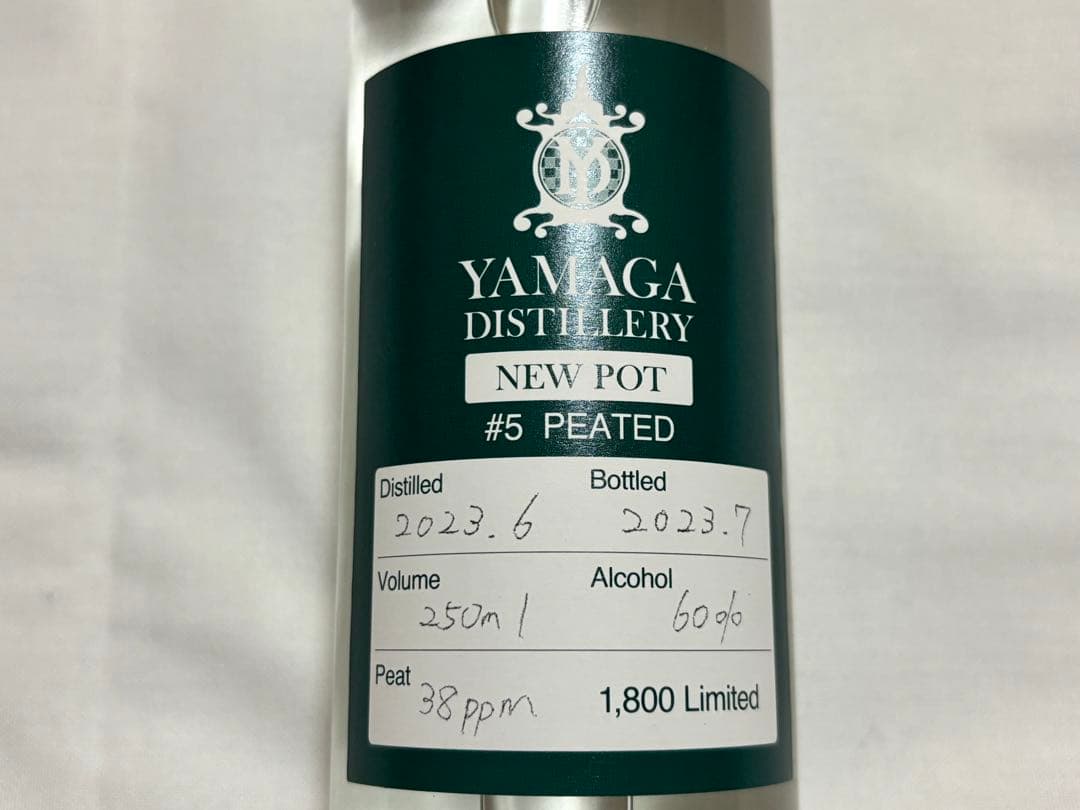 YD
YAMAGA
DISTILLERY
NEW POT
#5 PEATED
Distilled Bottled
2023.6 2023.7
Volume Alcohol
250ml 60%
Peat
38ppm 1,800 Limited